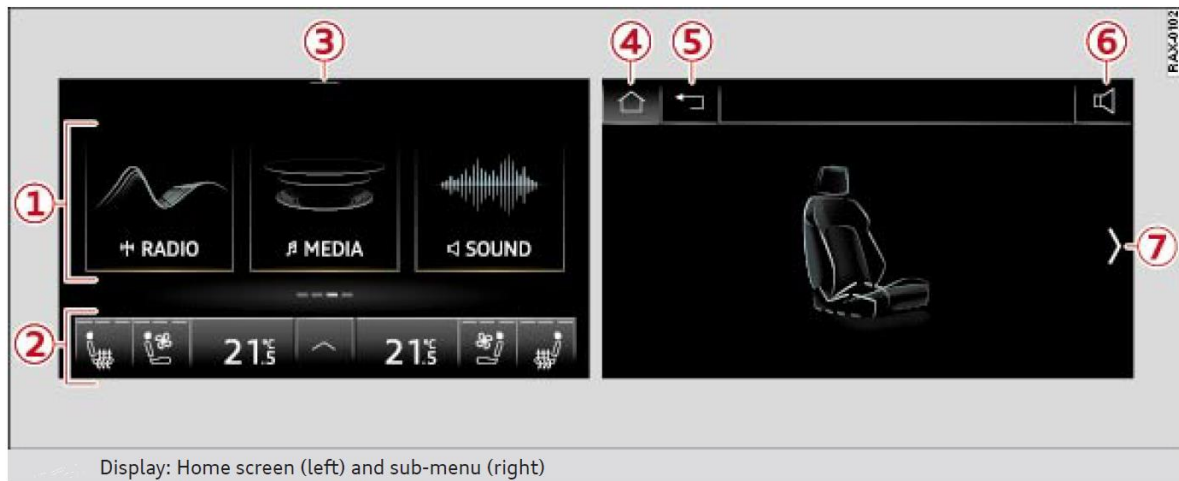 3
4
5
6
RAX-0102
1
RADIO
MEDIA
SOUND
7
2
21.5 °C
21.5 °C
Display: Home screen (left) and sub-menu (right)